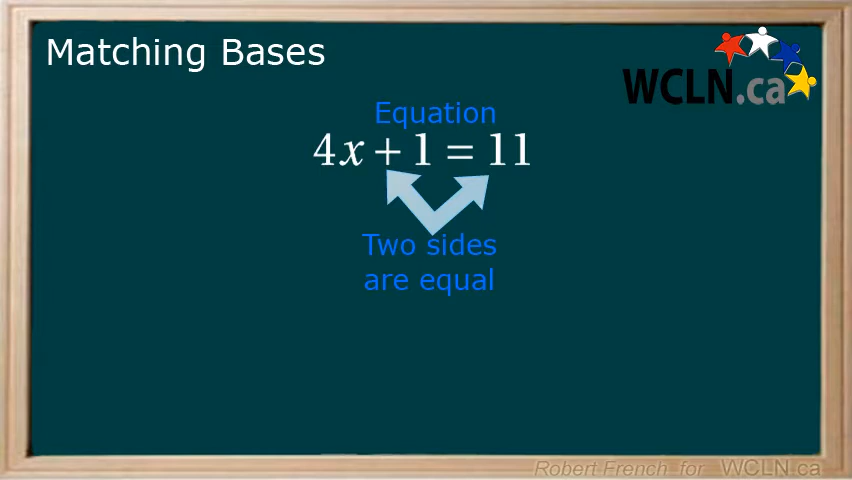 Matching Bases
WCLN.ca
Equation
4x + 1 = 11
Two sides
are equal
Robert French for WCLN.ca